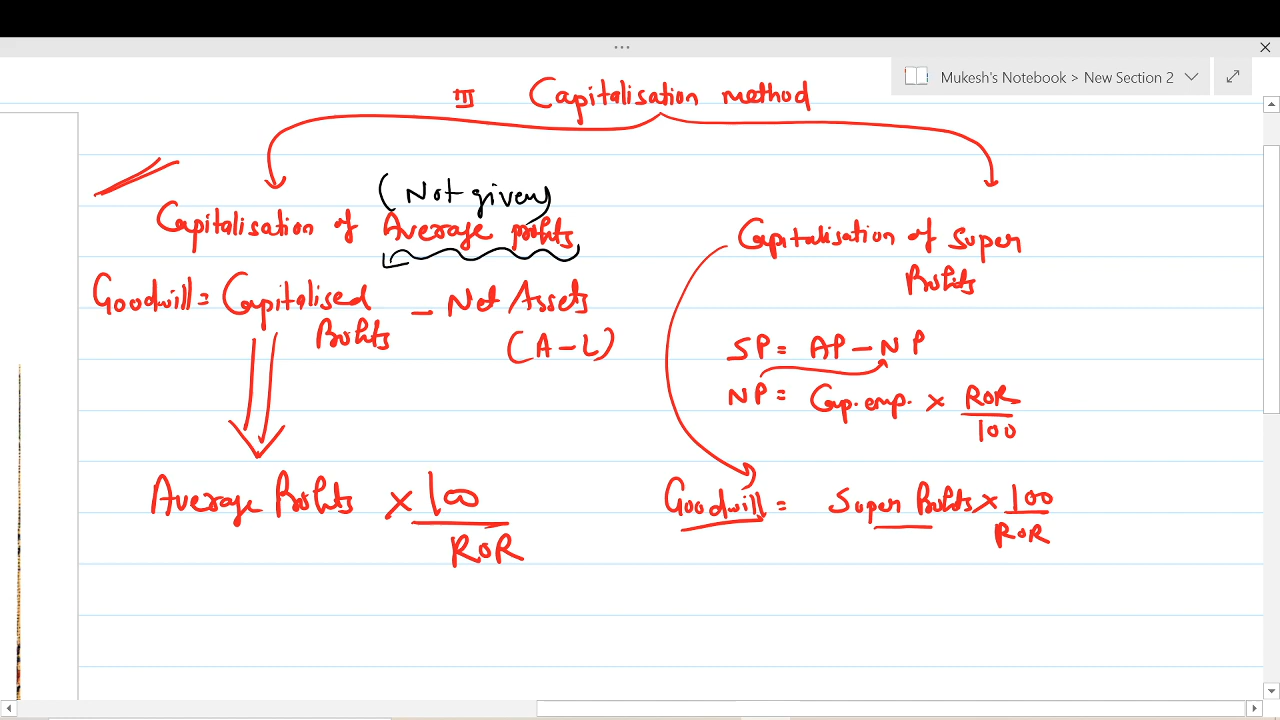 Mukesh's Notebook > New Section 2
III Capitalisation method
(Not given)
Capitalisation of Average profits
Goodwill = Capitalised Profits - Net Assets
(A-L)
Average Profits × 100
ROR
Capitalisation of Super
Profits
SP = AP - NP
NP = Cap. emp. × ROR
100
Goodwill = Super Profits × 100
ROR